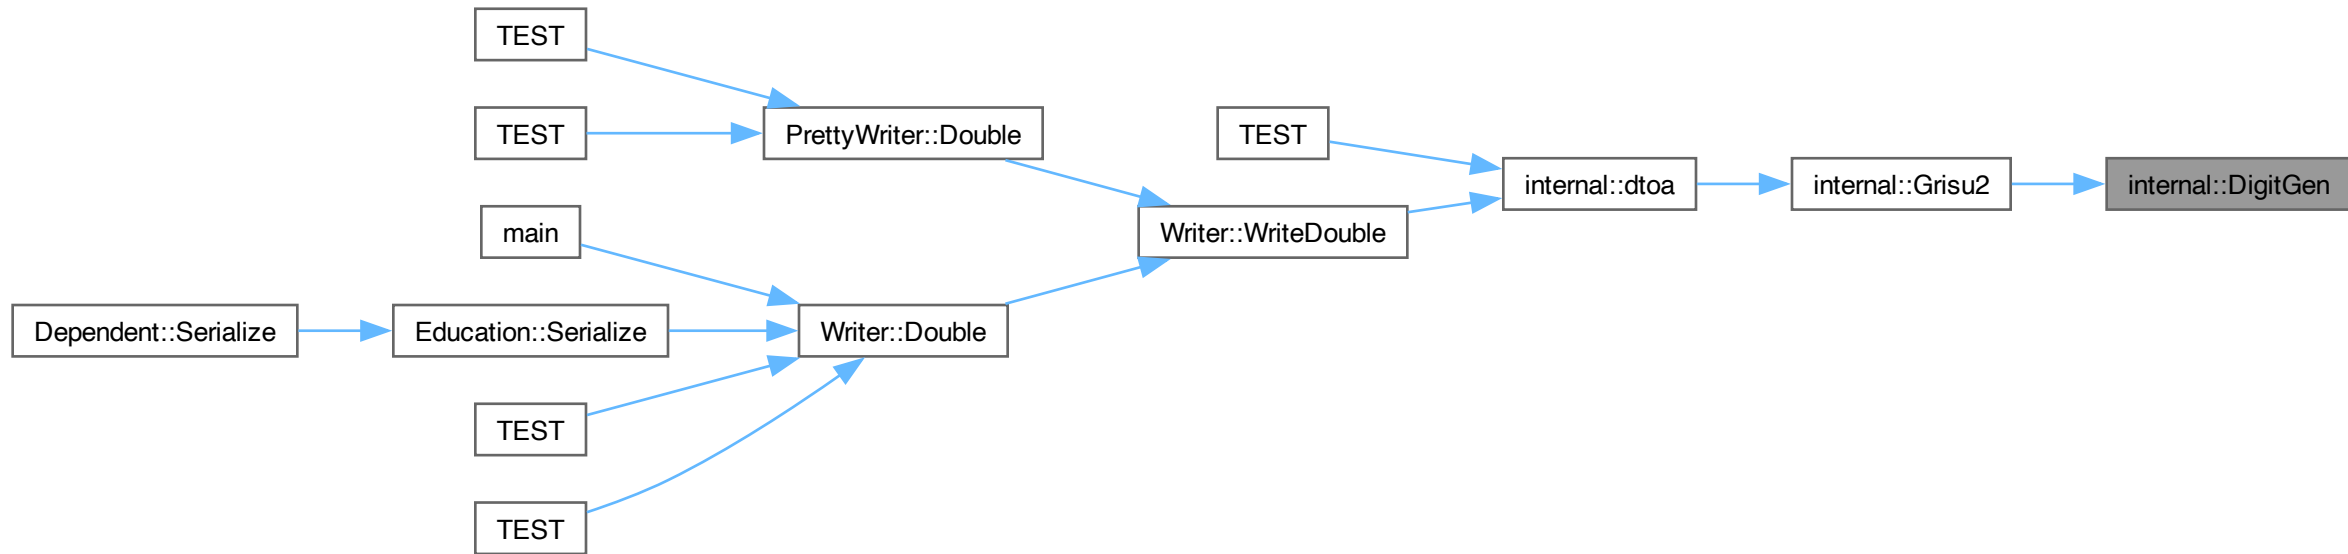 TEST
TEST
PrettyWriter::Double
TEST
internal::dtoa
internal::Grisu2
internal::DigitGen
main
Writer::WriteDouble
Dependent::Serialize
Education::Serialize
Writer::Double
TEST
TEST